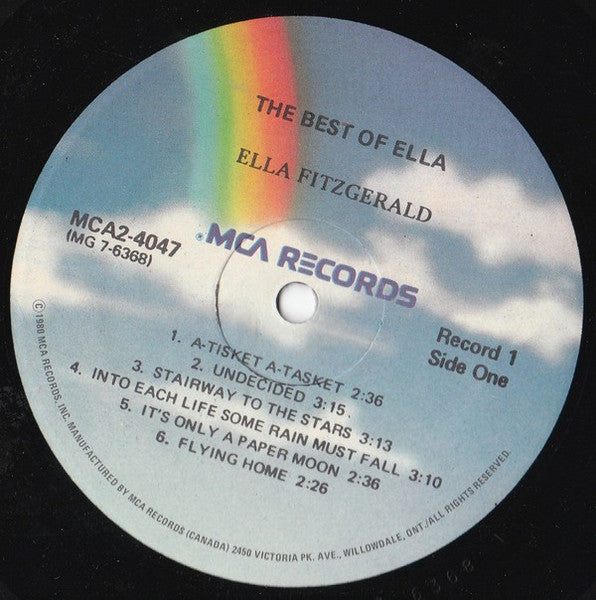 THE BEST OF ELLA
ELLA FITZGERALD
MCA2-4047
(MG 7-6368)
MCA RECORDS
Record 1
Side One
1. A-TISKET A-TASKET 2:36
2. UNDECIDED 3:15
3. STAIRWAY TO THE STARS 3:13
4. INTO EACH LIFE SOME RAIN MUST FALL 3:10
5. IT'S ONLY A PAPER MOON 2:36
6. FLYING HOME 2:26
© 1980 MCA RECORDS, INC. MANUFACTURED BY MCA RECORDS (CANADA) 2450 VICTORIA PK. AVE., WILLOWDALE, ONT./ALL RIGHTS RESERVED.